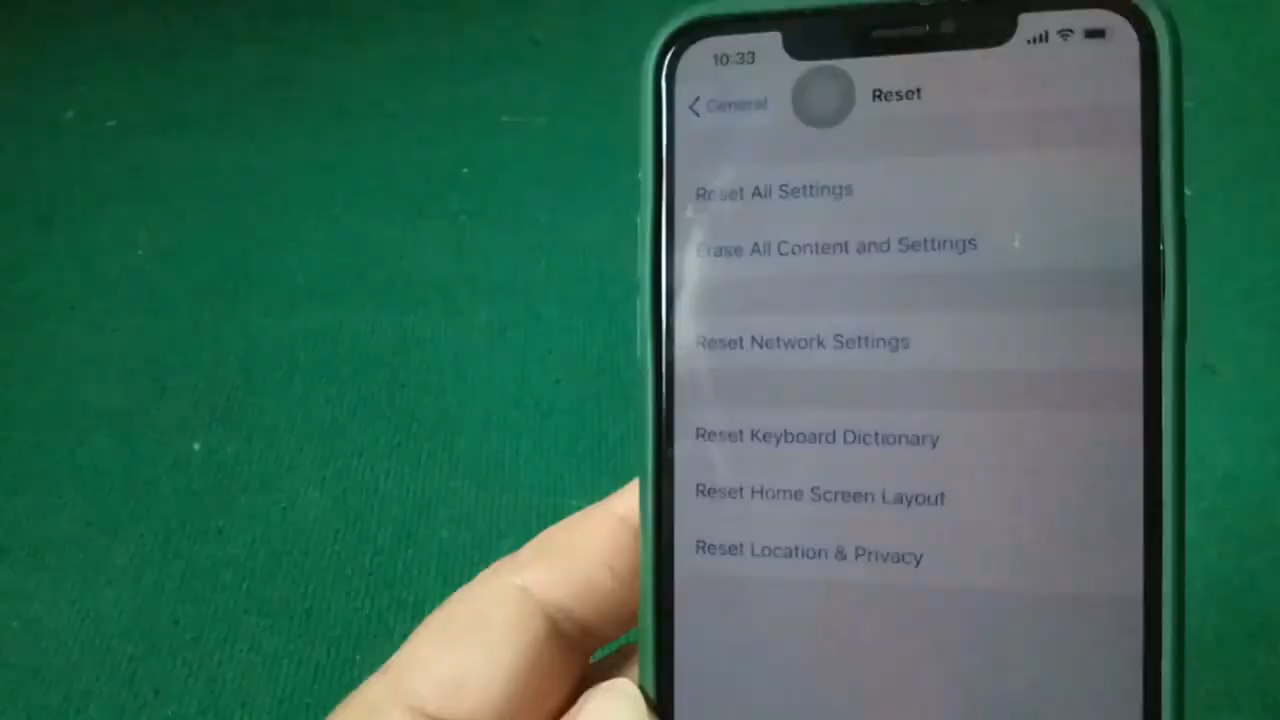 10:33
General
Reset
Reset All Settings
Erase All Content and Settings
Reset Network Settings
Reset Keyboard Dictionary
Reset Home Screen Layout
Reset Location & Privacy